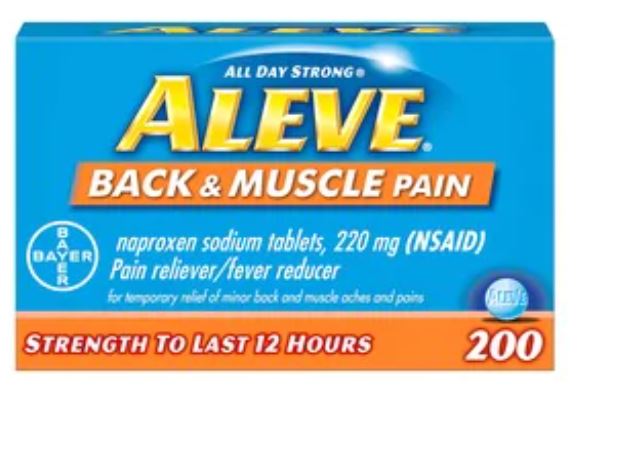 ALL DAY STRONG®
ALEVE®
BACK & MUSCLE PAIN
BAYER
BAYER
naproxen sodium tablets, 220 mg (NSAID)
Pain reliever/fever reducer
for temporary relief of minor back and muscle aches and pains
ALEVE
STRENGTH TO LAST 12 HOURS
200